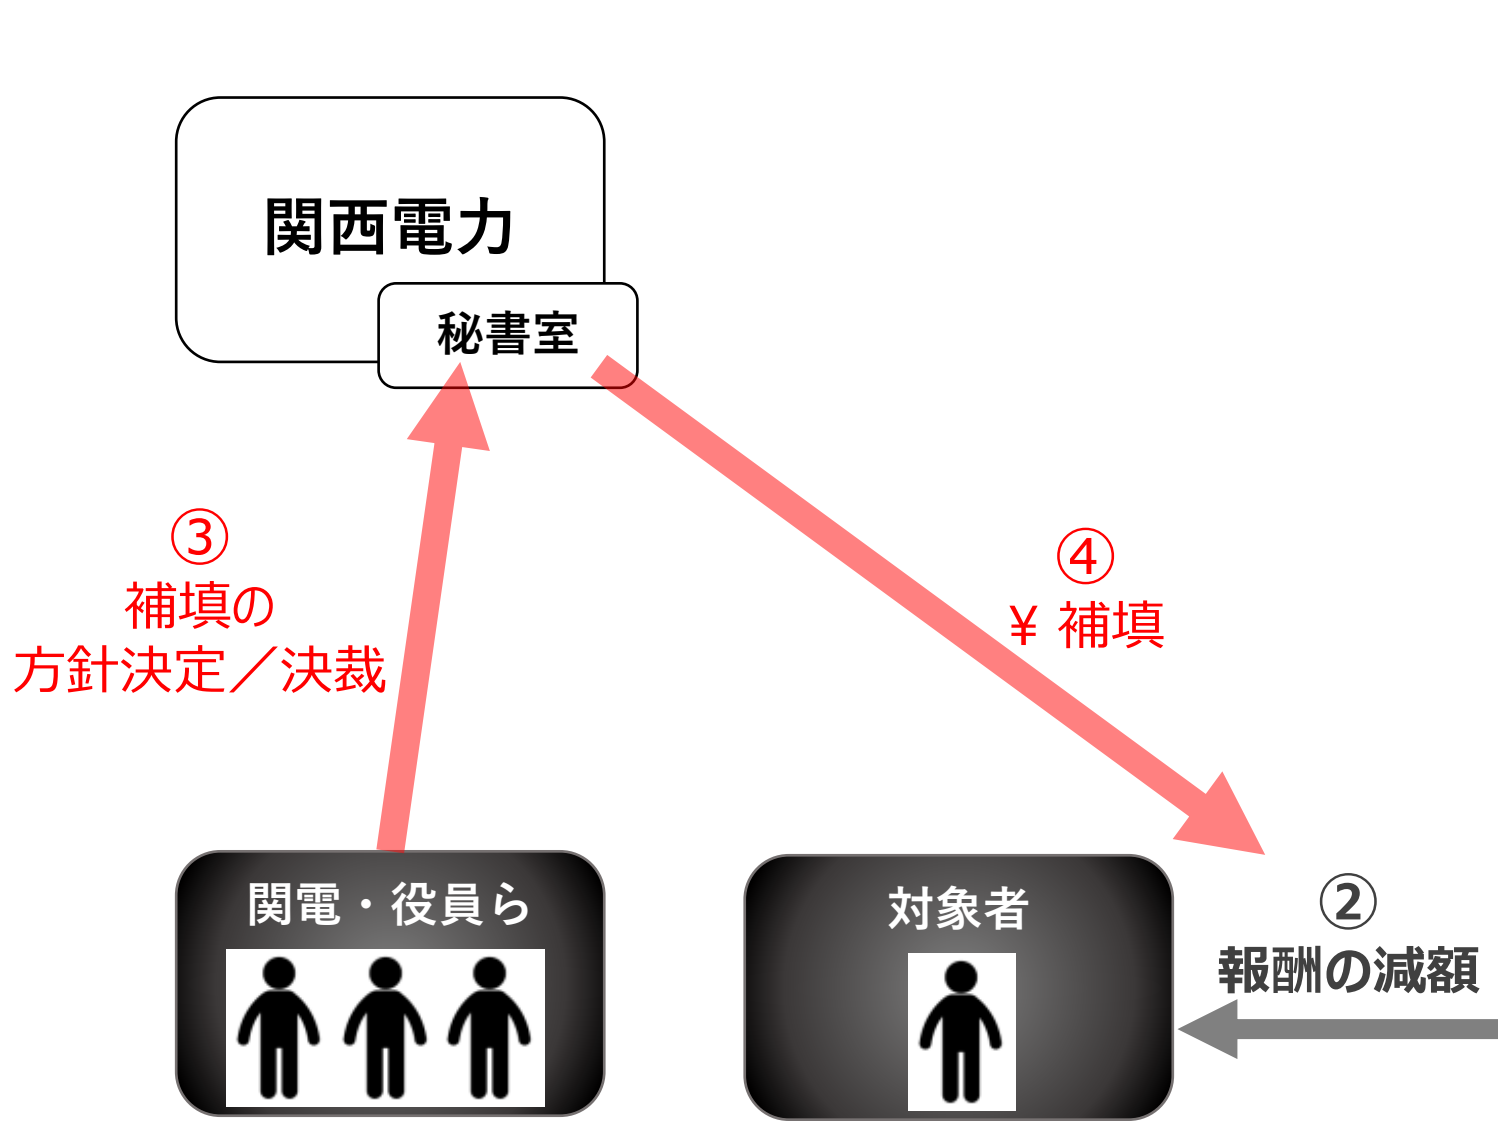 関西電力
秘書室
③
補填の
方針決定／決裁
④
¥ 補填
関電・役員ら
対象者
②
報酬の減額